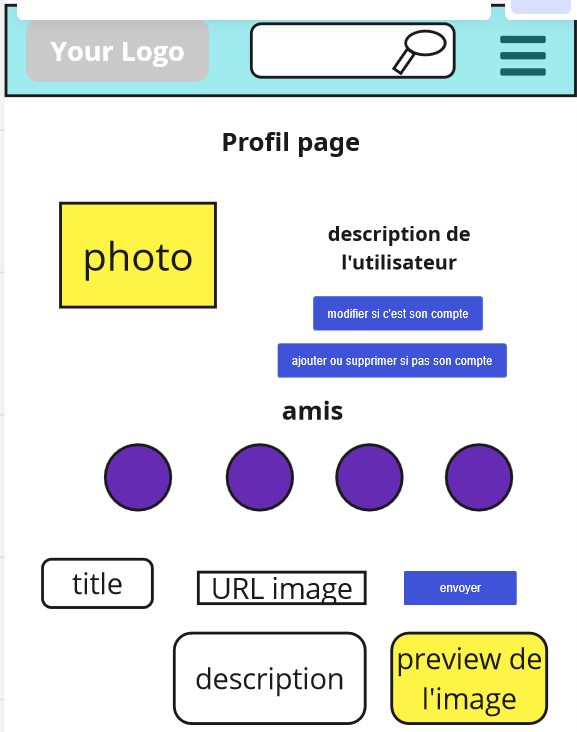 Your Logo
Profil page
photo
description de
l'utilisateur
modifier si c'est son compte
ajouter ou supprimer si pas son compte
amis
title
URL image
envoyer
description
preview de
l'image